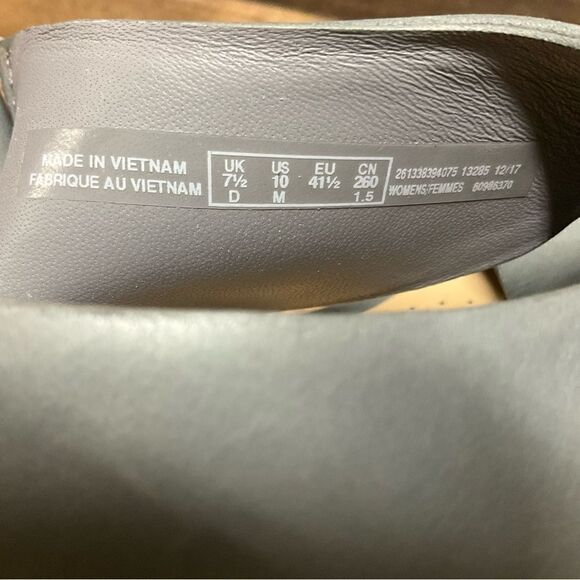 MADE IN VIETNAM
FABRIQUE AU VIETNAM
UK US EU CN
7½ 10 41½ 260
D M 1.5
261338394075 13285 12/17
WOMENS/FEMMES 60986370